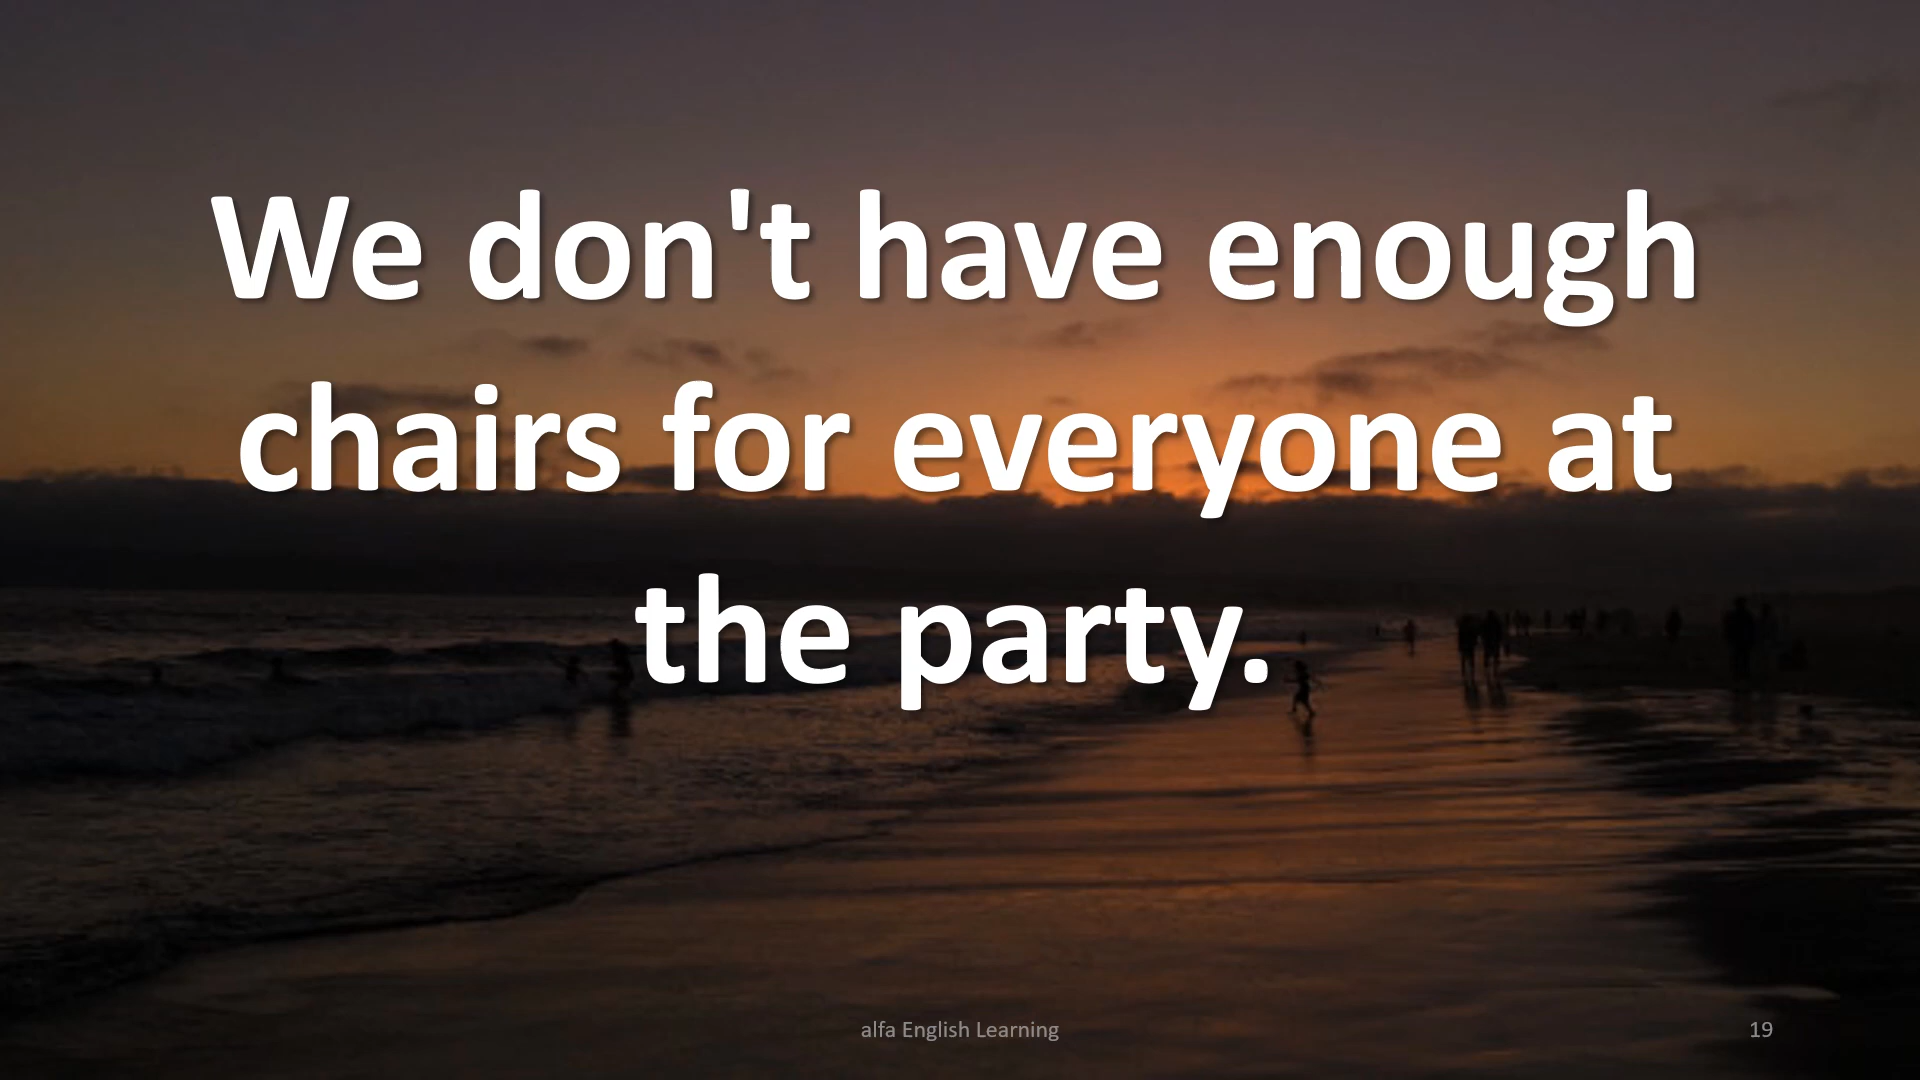 We don't have enough
chairs for everyone at
the party.
alfa English Learning
19